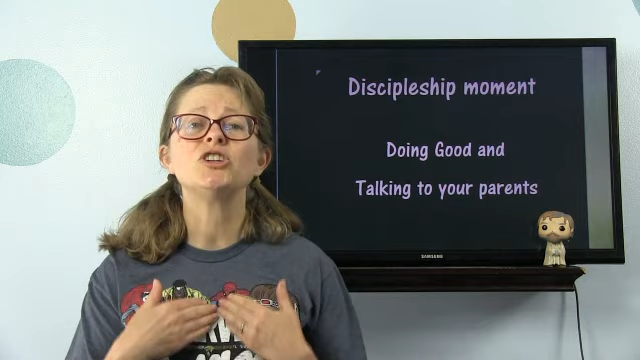 Discipleship moment
Doing Good and
Talking to your parents
SAMSUNG